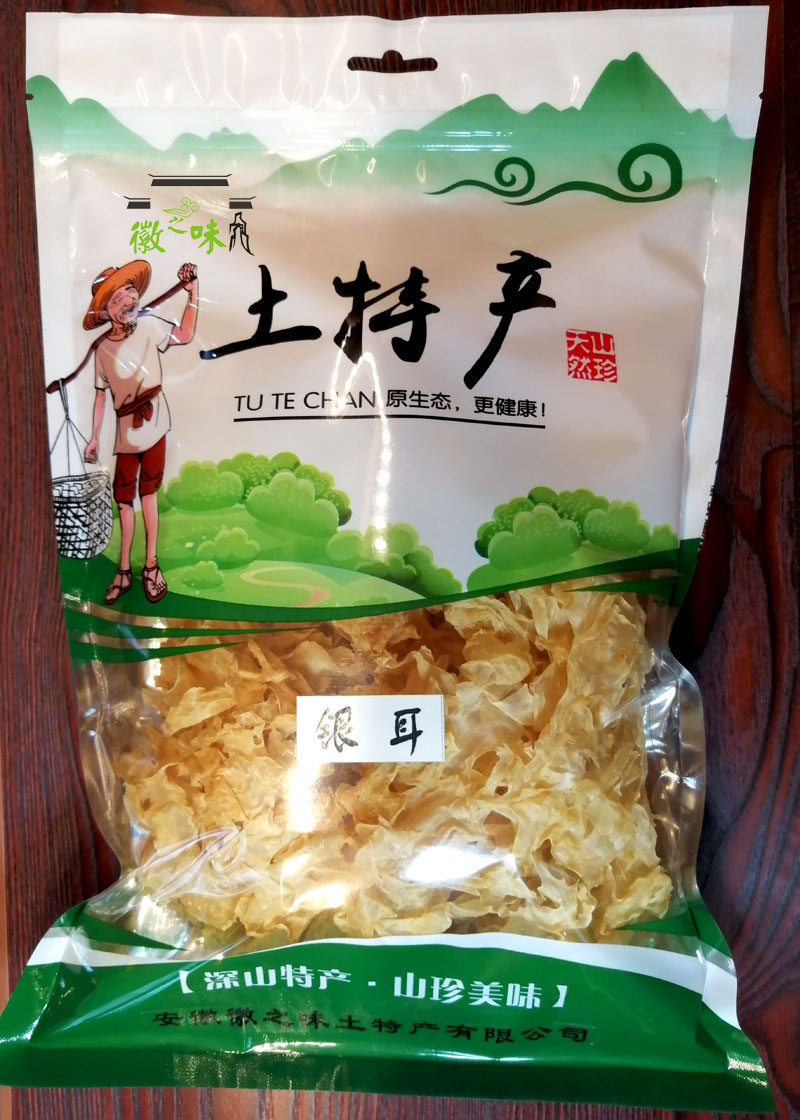 徽之味
土特产
天然山珍
TU TE CHAN 原生态，更健康！
银耳
【深山特产·山珍美味】
安徽徽之味土特产有限公司